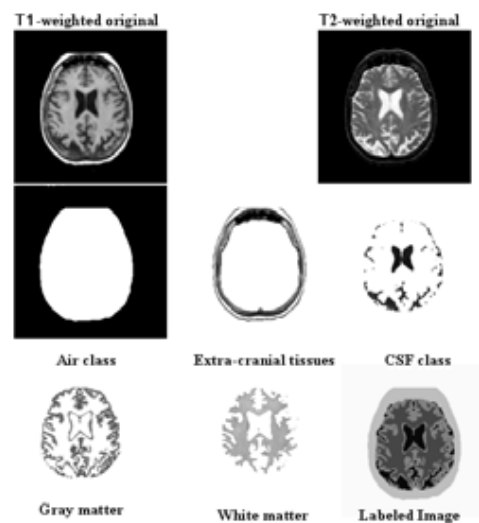 T1-weighted original
T2-weighted original
Air class
Extra-cranial tissues
CSF class
Gray matter
White matter
Labeled Image